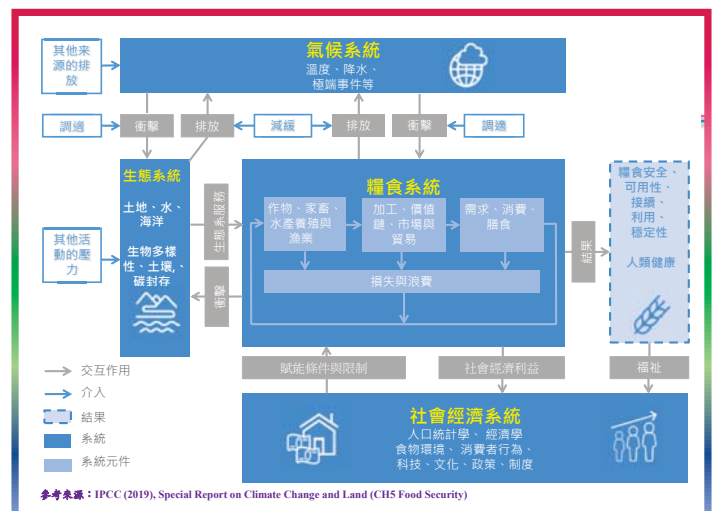 其他來
源的排
放
氣候系統
溫度、降水、
極端事件等
調適
衝擊
排放
減緩
排放
衝擊
調適
生態系統
土地、水、
海洋
生物多樣
性、土壤,、
碳封存
其他活
動的壓
力
生態系服務
衝擊
糧食系統
作物、家畜、
水產養殖與
漁業
加工、價值
鏈、市場與
貿易
需求、消費、
膳食
損失與浪費
結果
糧食安全、
可用性、
接續、
利用、
穩定性
人類健康
賦能條件與限制
社會經濟利益
福祉
社會經濟系統
人口統計學、 經濟學
食物環境、 消費者行為、
科技、文化、政策、制度
交互作用
介入
結果
系統
系統元件
參考來源：IPCC (2019), Special Report on Climate Change and Land (CH5 Food Security)